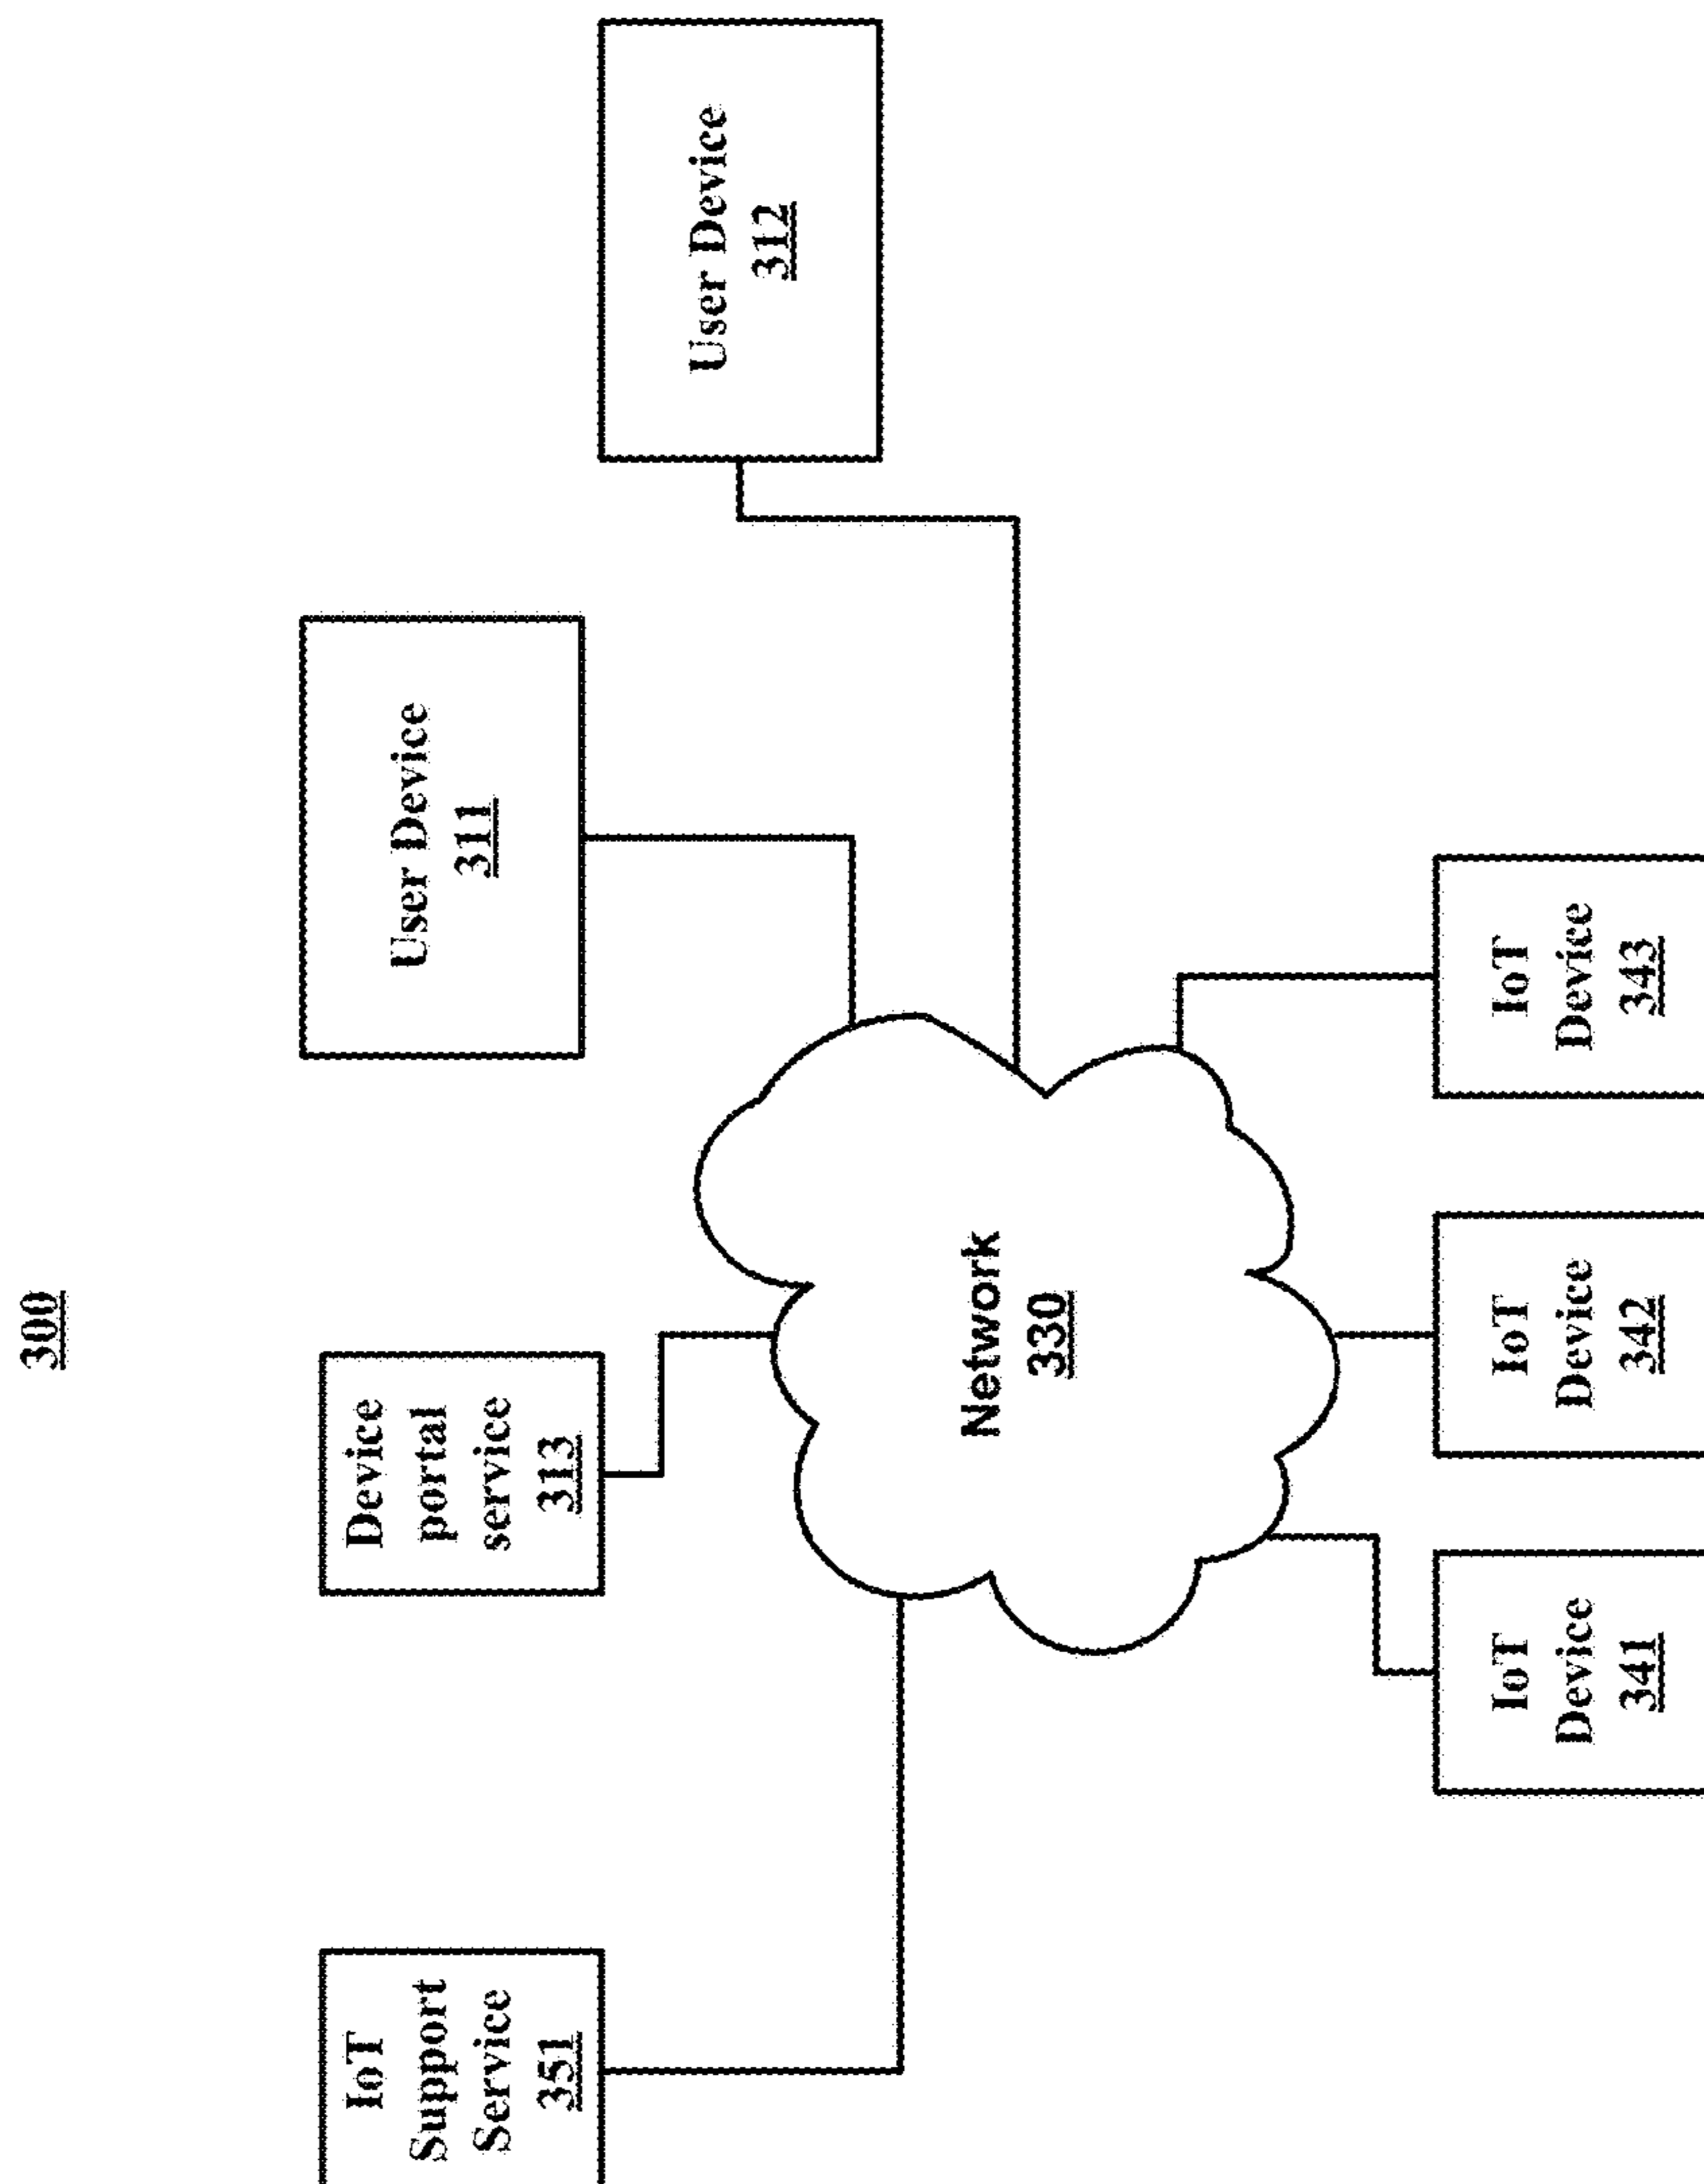 300
IoT
Support
Service
351
Device
portal
service
313
User Device
311
User Device
312
Network
330
IoT
Device
341
IoT
Device
342
IoT
Device
343